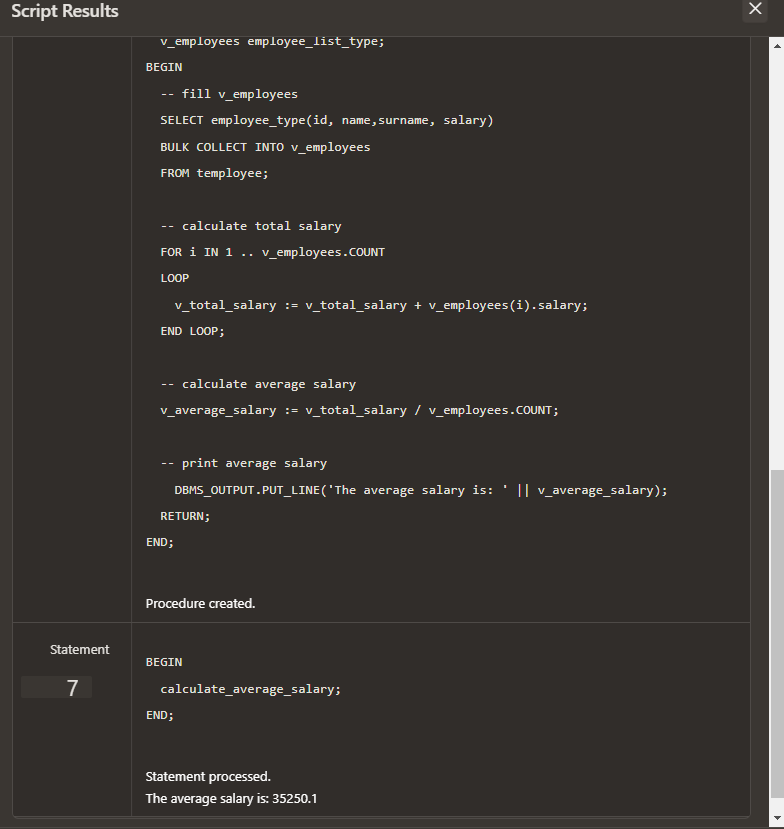 Script Results
v_employees employee_list_type;
BEGIN
-- fill v_employees
SELECT employee_type(id, name,surname, salary)
BULK COLLECT INTO v_employees
FROM temployee;
-- calculate total salary
FOR i IN 1 .. v_employees.COUNT
LOOP
v_total_salary := v_total_salary + v_employees(i).salary;
END LOOP;
-- calculate average salary
v_average_salary := v_total_salary / v_employees.COUNT;
-- print average salary
DBMS_OUTPUT.PUT_LINE('The average salary is: ' || v_average_salary);
RETURN;
END;
Procedure created.
Statement
7
BEGIN
calculate_average_salary;
END;
Statement processed.
The average salary is: 35250.1